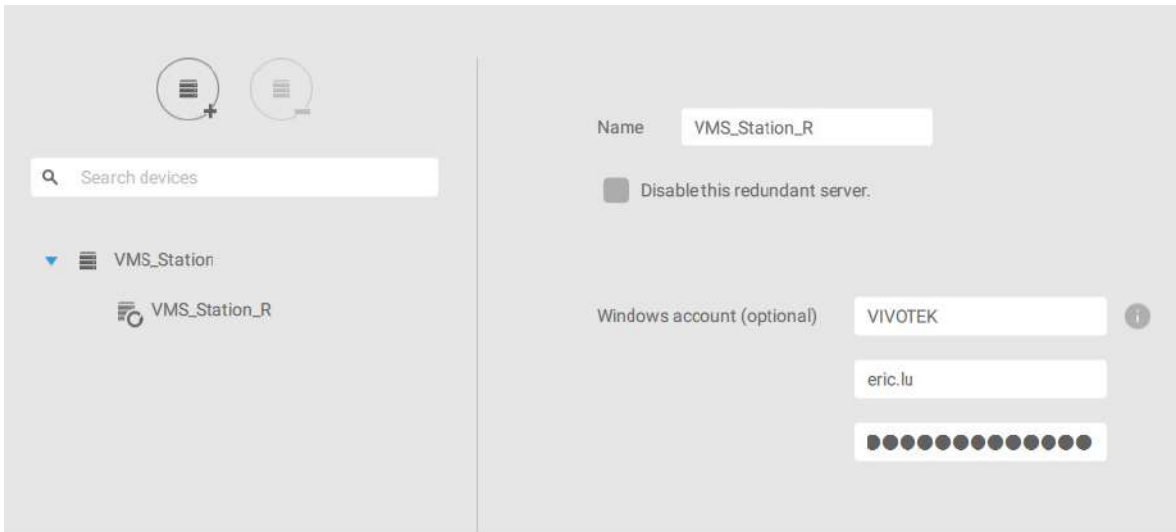 Search devices
VMS_Station
VMS_Station_R
Name VMS_Station_R
Disable this redundant server.
Windows account (optional) VIVOTEK
eric.lu